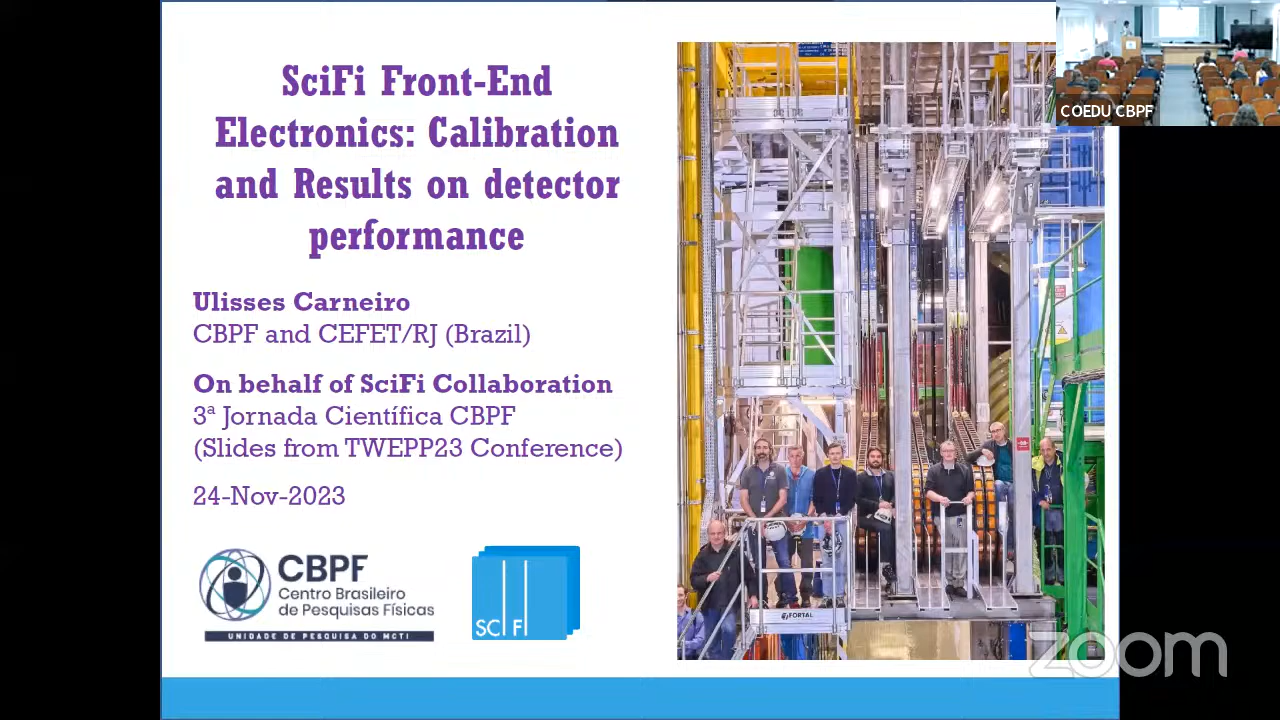 SciFi Front-End
Electronics: Calibration
and Results on detector
performance
Ulisses Carneiro
CBPF and CEFET/RJ (Brazil)
On behalf of SciFi Collaboration
3ª Jornada Científica CBPF
(Slides from TWEPP23 Conference)
24-Nov-2023
CBPF
Centro Brasileiro
de Pesquisas Físicas
UNIDADE DE PESQUISA DO MCTI
SCI FI
COEDU CBPF
FORTAL
zoom